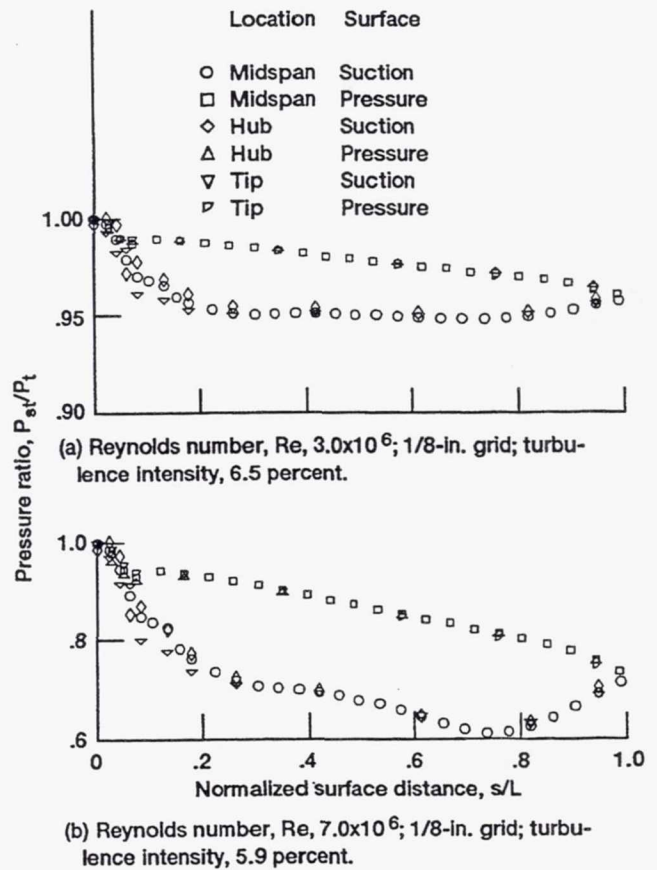 Location Surface
Midspan Suction
Midspan Pressure
Hub Suction
Hub Pressure
Tip Suction
Tip Pressure
1.00
.95
.90
Pressure ratio, Pst/Pt
(a) Reynolds number, Re, 3.0x10⁶; 1/8-in. grid; turbu-
lence intensity, 6.5 percent.
1.0
.8
.6
0 .2 .4 .6 .8 1.0
Normalized surface distance, s/L
(b) Reynolds number, Re, 7.0x10⁶; 1/8-in. grid; turbu-
lence intensity, 5.9 percent.